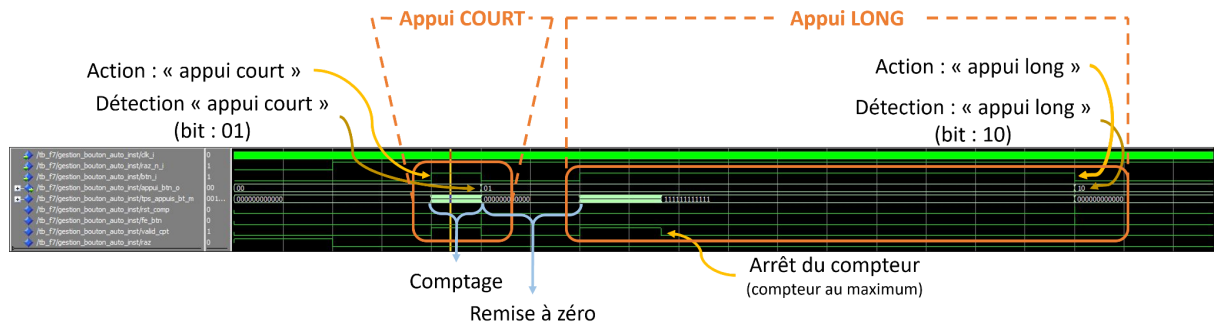 Appui COURT
Appui LONG
Action : « appui court »
Détection « appui court »
(bit : 01)
Action : « appui long »
Détection : « appui long »
(bit : 10)
/tb_f7/gestion_bouton_auto_inst/clk_i 0
/tb_f7/gestion_bouton_auto_inst/raz_n_i 1
/tb_f7/gestion_bouton_auto_inst/btn_i 1
/tb_f7/gestion_bouton_auto_inst/appui_btn_o 00 00 01 10
/tb_f7/gestion_bouton_auto_inst/tps_appuis_bt_m 001... 000000000000 000000000000 111111111111 000000000000
/tb_f7/gestion_bouton_auto_inst/rst_comp 0
/tb_f7/gestion_bouton_auto_inst/fe_btn 0
/tb_f7/gestion_bouton_auto_inst/valid_cpt 1
/tb_f7/gestion_bouton_auto_inst/raz 0
Comptage
Remise à zéro
Arrêt du compteur
(compteur au maximum)